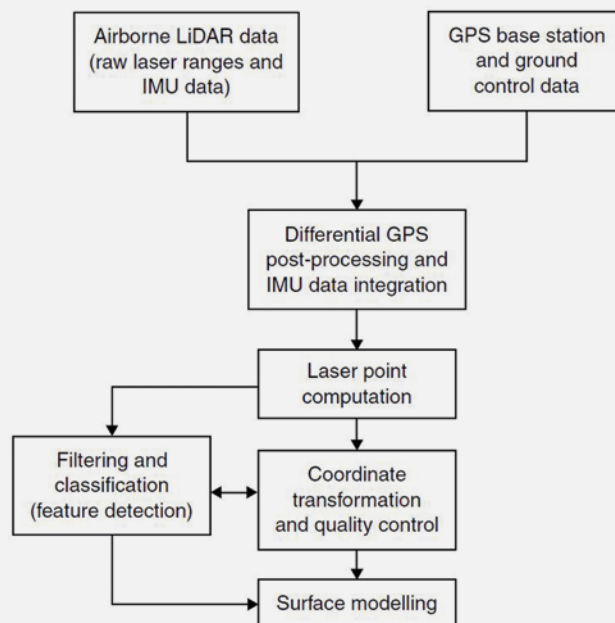 Airborne LiDAR data
(raw laser ranges and
IMU data)
GPS base station
and ground
control data
Differential GPS
post-processing and
IMU data integration
Laser point
computation
Filtering and
classification
(feature detection)
Coordinate
transformation
and quality control
Surface modelling